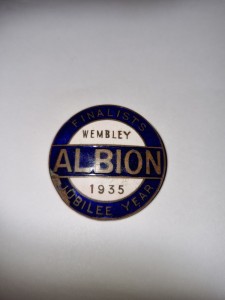 FINALISTS
WEMBLEY
ALBION
1935
JUBILEE YEAR